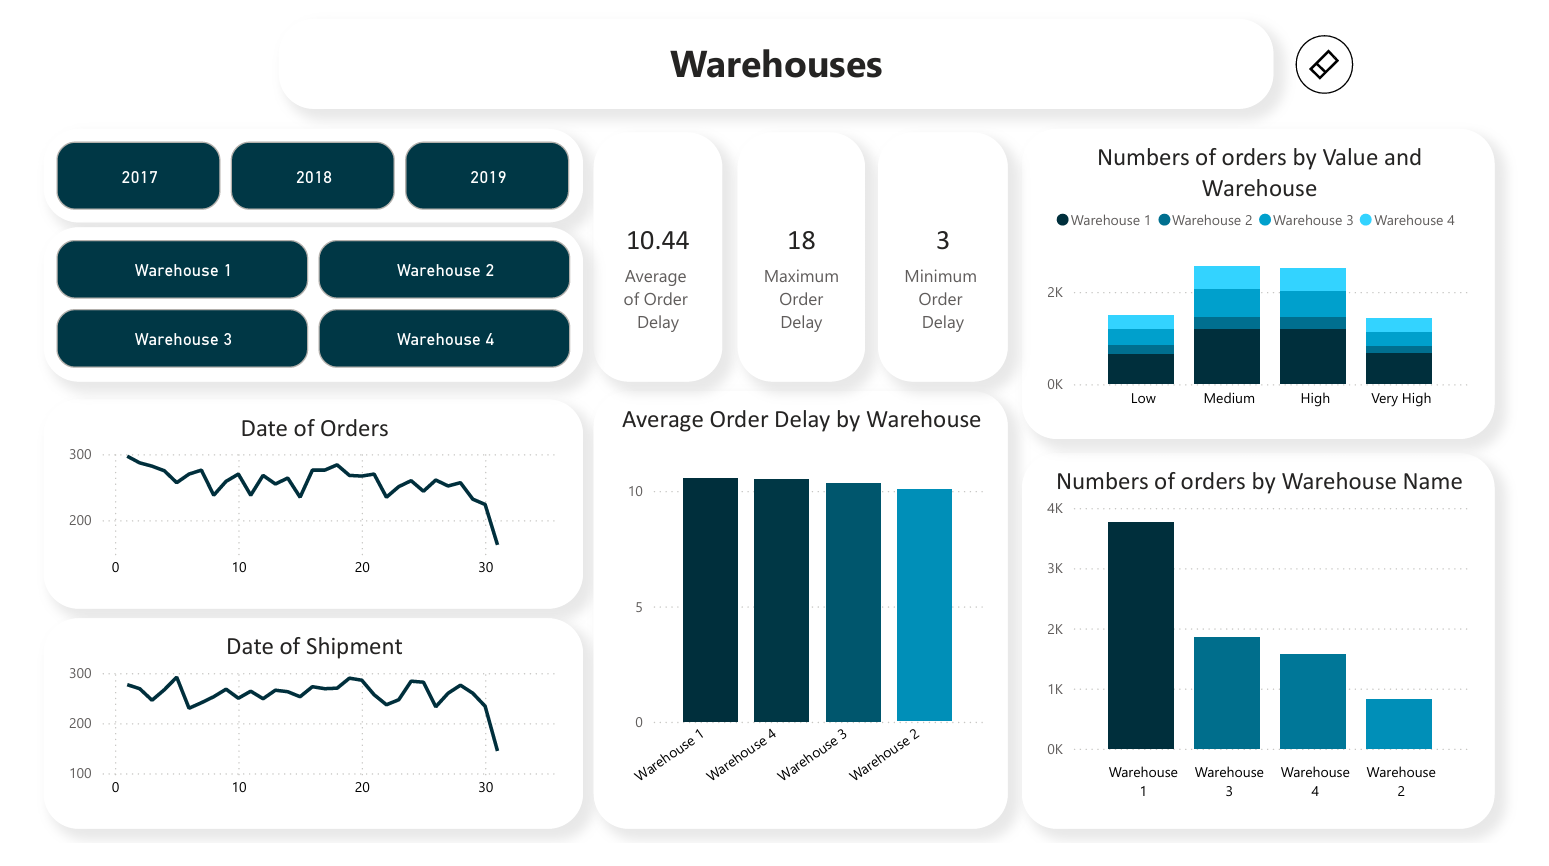 Warehouses
2017
2018
2019
Warehouse 1
Warehouse 2
Warehouse 3
Warehouse 4
10.44
Average
of Order
Delay
18
Maximum
Order
Delay
3
Minimum
Order
Delay
Numbers of orders by Value and
Warehouse
Warehouse 1 Warehouse 2 Warehouse 3 Warehouse 4
2K
0K
Low Medium High Very High
Date of Orders
300
200
0 10 20 30
Date of Shipment
300
200
100
0 10 20 30
Average Order Delay by Warehouse
10
5
0
Warehouse 1
Warehouse 4
Warehouse 3
Warehouse 2
Numbers of orders by Warehouse Name
4K
3K
2K
1K
0K
Warehouse
1
Warehouse
3
Warehouse
4
Warehouse
2